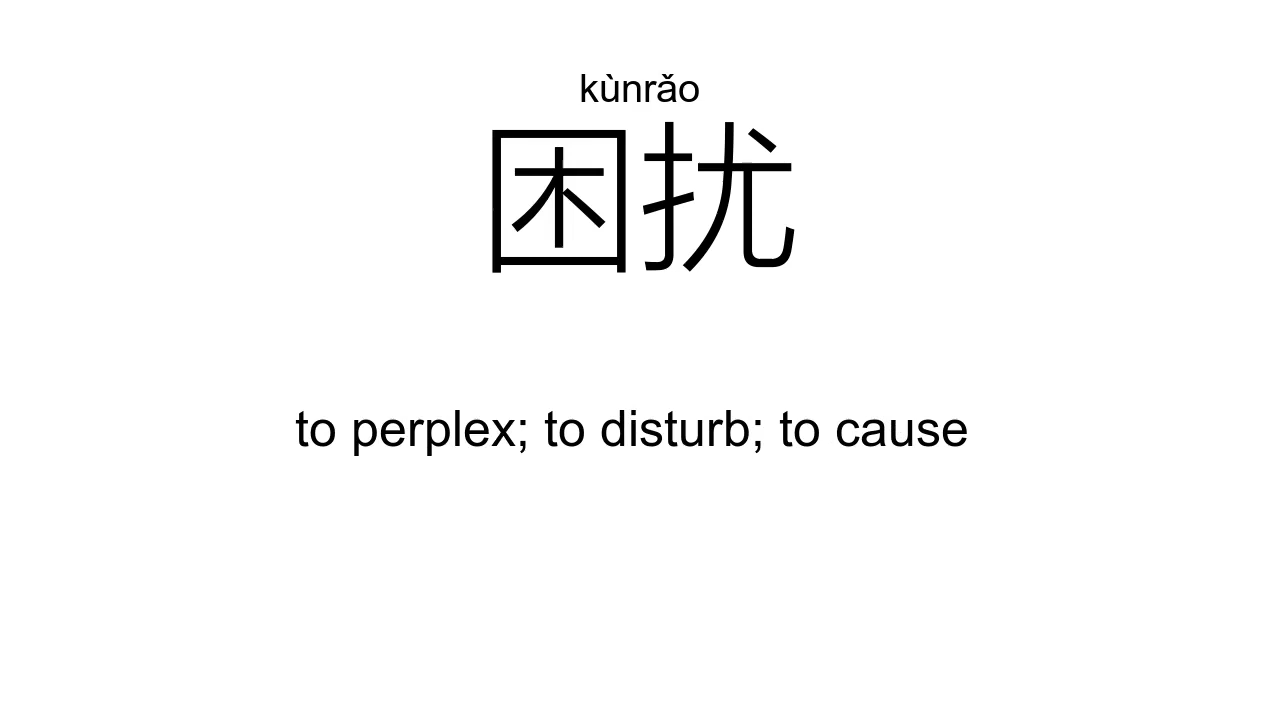 kùnrǎo
困扰
to perplex; to disturb; to cause